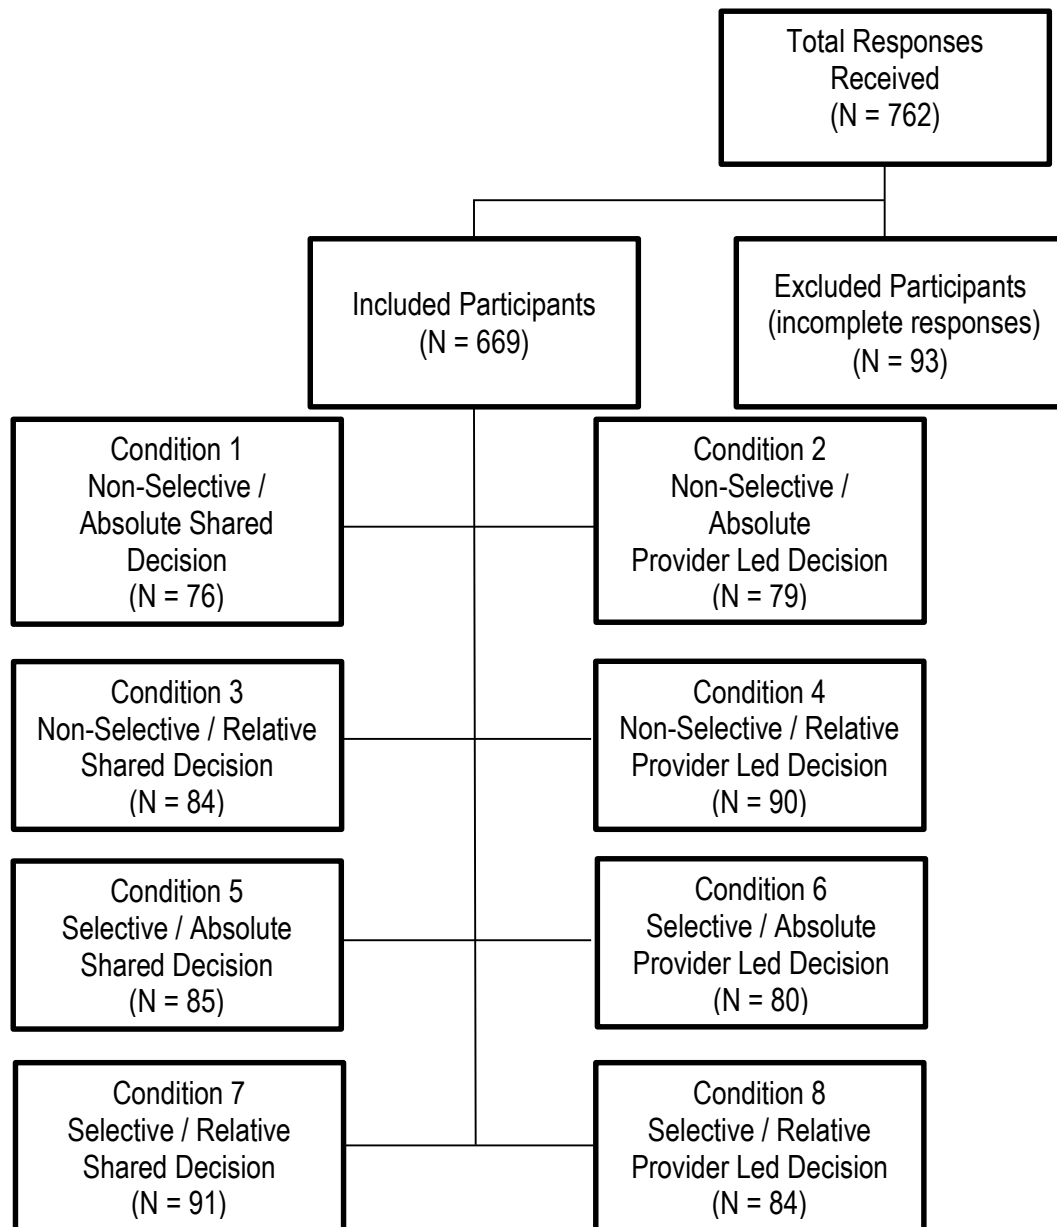 Total Responses
Received
(N = 762)
Included Participants
(N = 669)
Excluded Participants
(incomplete responses)
(N = 93)
Condition 1
Non-Selective /
Absolute Shared
Decision
(N = 76)
Condition 2
Non-Selective /
Absolute
Provider Led Decision
(N = 79)
Condition 3
Non-Selective / Relative
Shared Decision
(N = 84)
Condition 4
Non-Selective / Relative
Provider Led Decision
(N = 90)
Condition 5
Selective / Absolute
Shared Decision
(N = 85)
Condition 6
Selective / Absolute
Provider Led Decision
(N = 80)
Condition 7
Selective / Relative
Shared Decision
(N = 91)
Condition 8
Selective / Relative
Provider Led Decision
(N = 84)